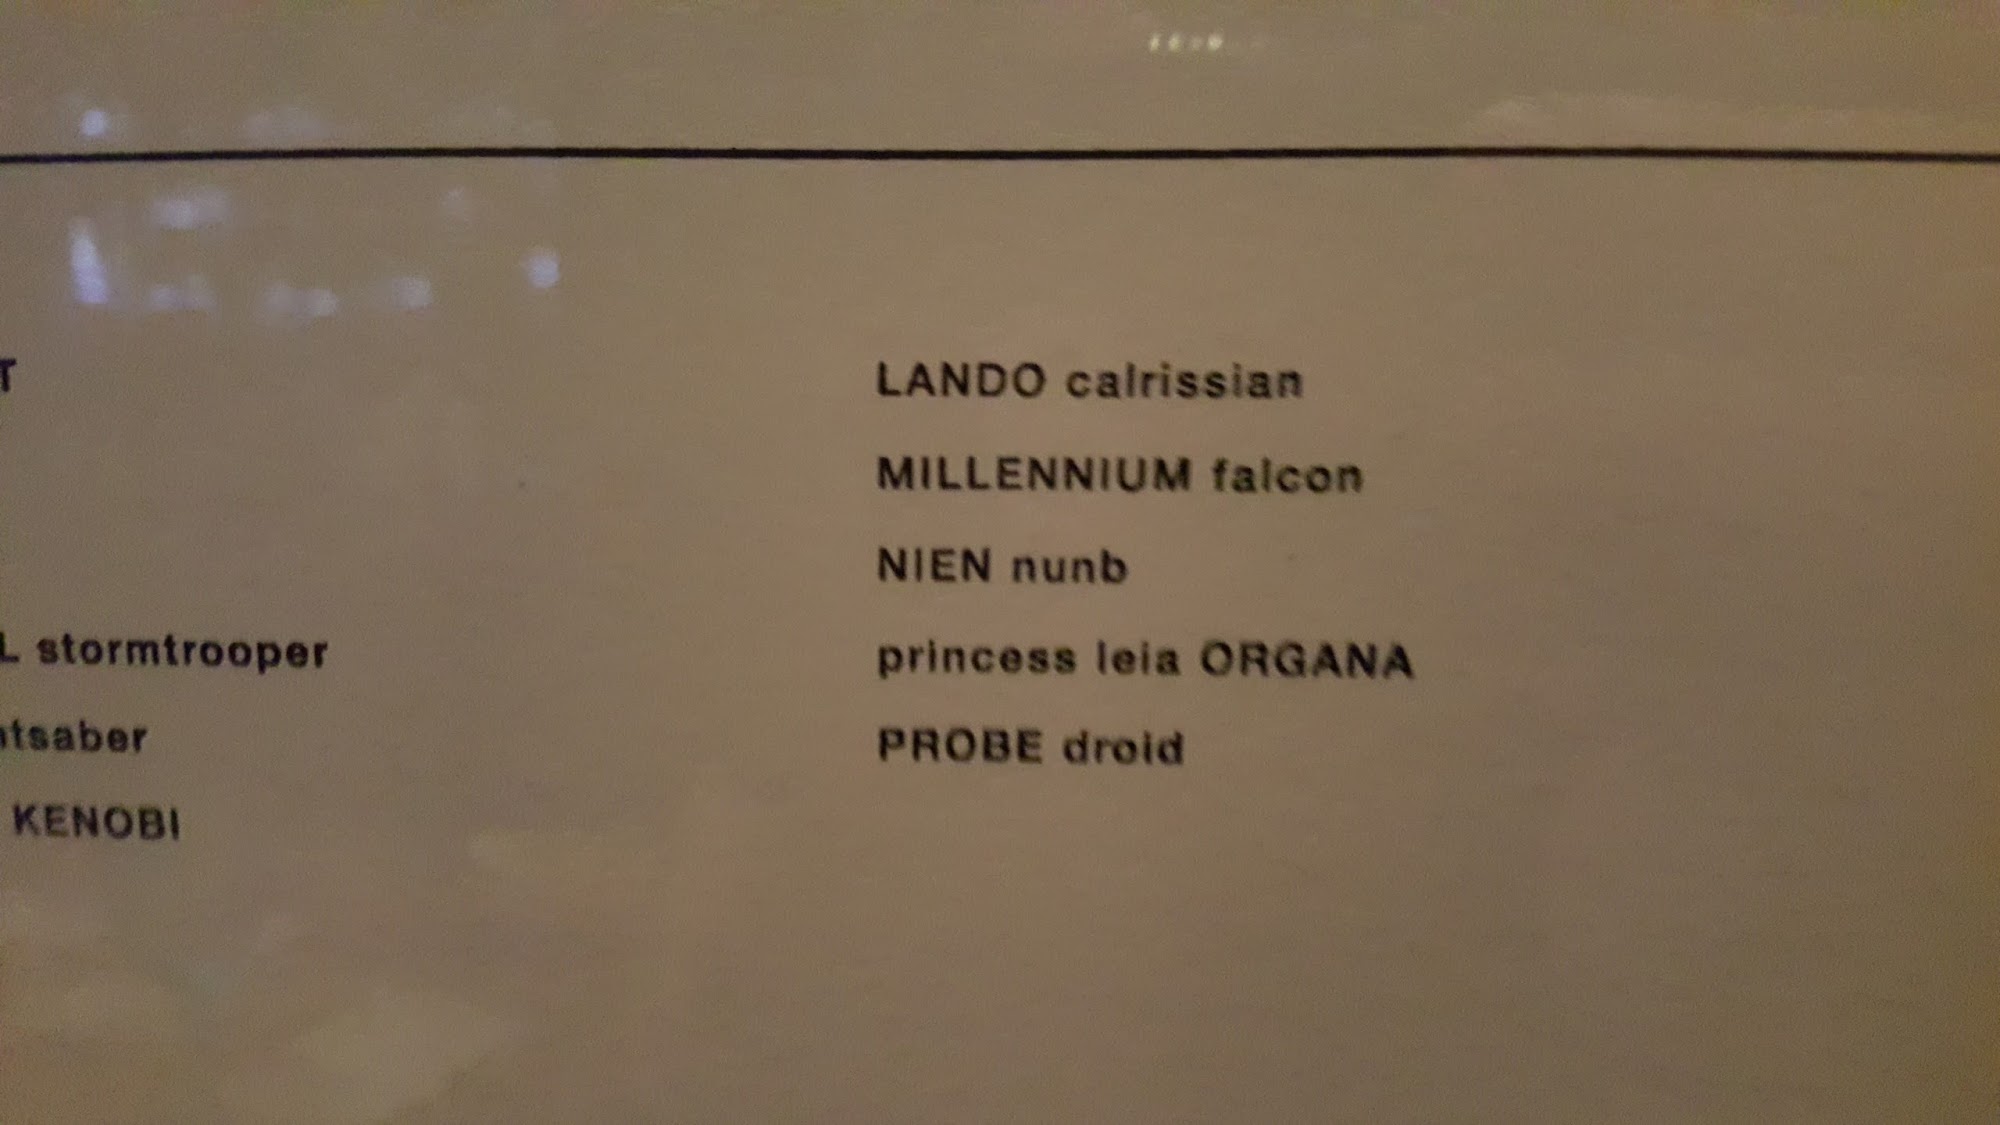 T
L stormtrooper
tsaber
KENOBI
LANDO calrissian
MILLENNIUM falcon
NIEN nunb
princess leia ORGANA
PROBE droid